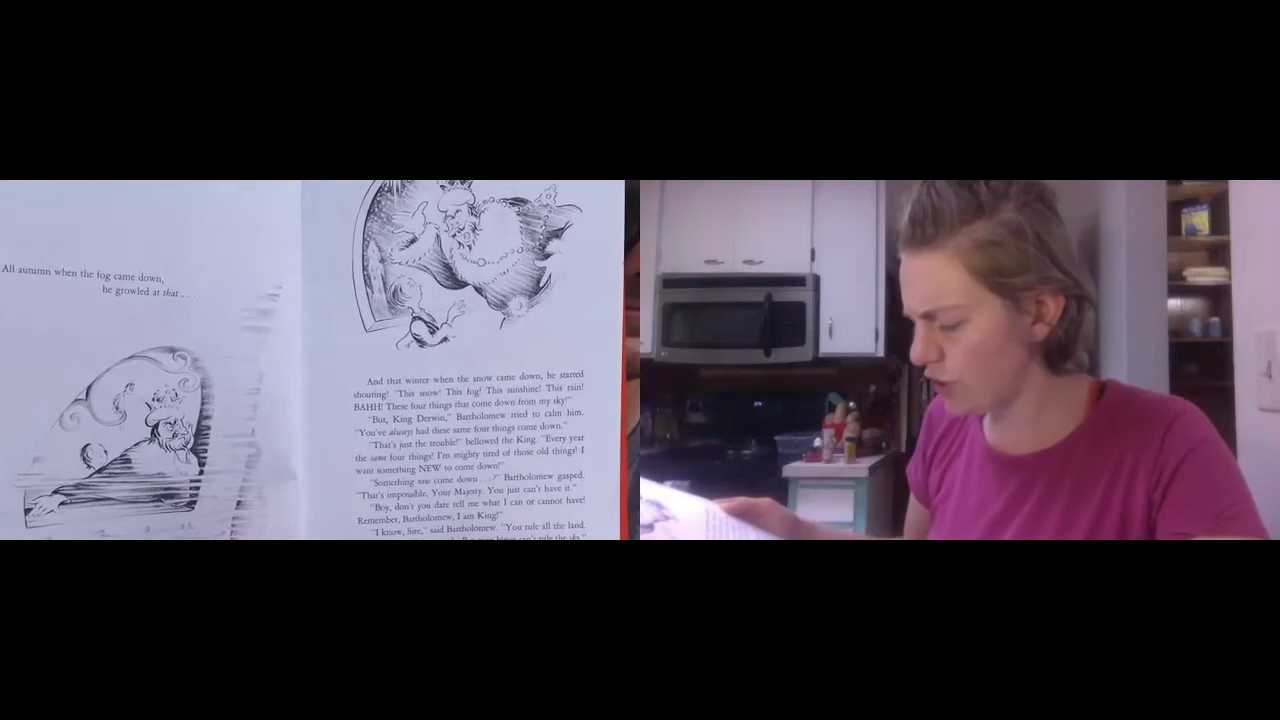 All autumn when the fog came down,
he growled at that . . .
And that winter when the snow came down, he started
shouting! "This snow! This fog! This sunshine! This rain!
BAHH! These four things that come down from my sky!"
"But, King Derwin," Bartholomew tried to calm him.
"You've always had these same four things come down."
"That's just the trouble!" bellowed the King. "Every year
the same four things! I'm mighty tired of those old things! I
want something NEW to come down!"
"Something new come down . . . ?" Bartholomew gasped.
"That's impossible, Your Majesty. You just can't have it."
"Boy, don't you dare tell me what I can or cannot have!
Remember, Bartholomew, I am King!"
"I know, Sire," said Bartholomew. "You rule all the land.
kings can't rule the sky."